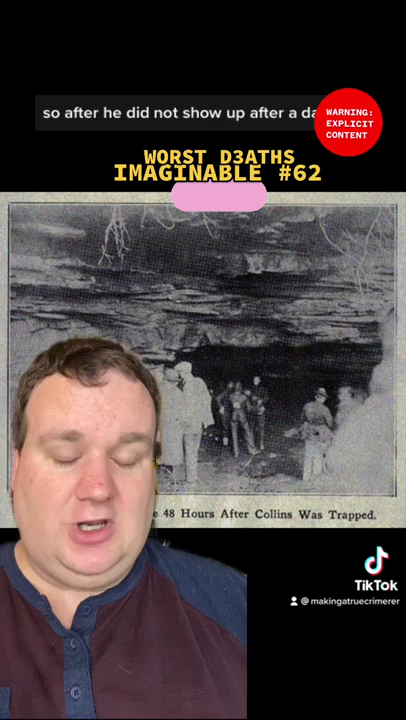 so after he did not show up after a
WARNING:
EXPLICIT
CONTENT
WORST D3ATHS
IMAGINABLE #62
48 Hours After Collins Was Trapped.
TikTok
@makingatruecrimerer